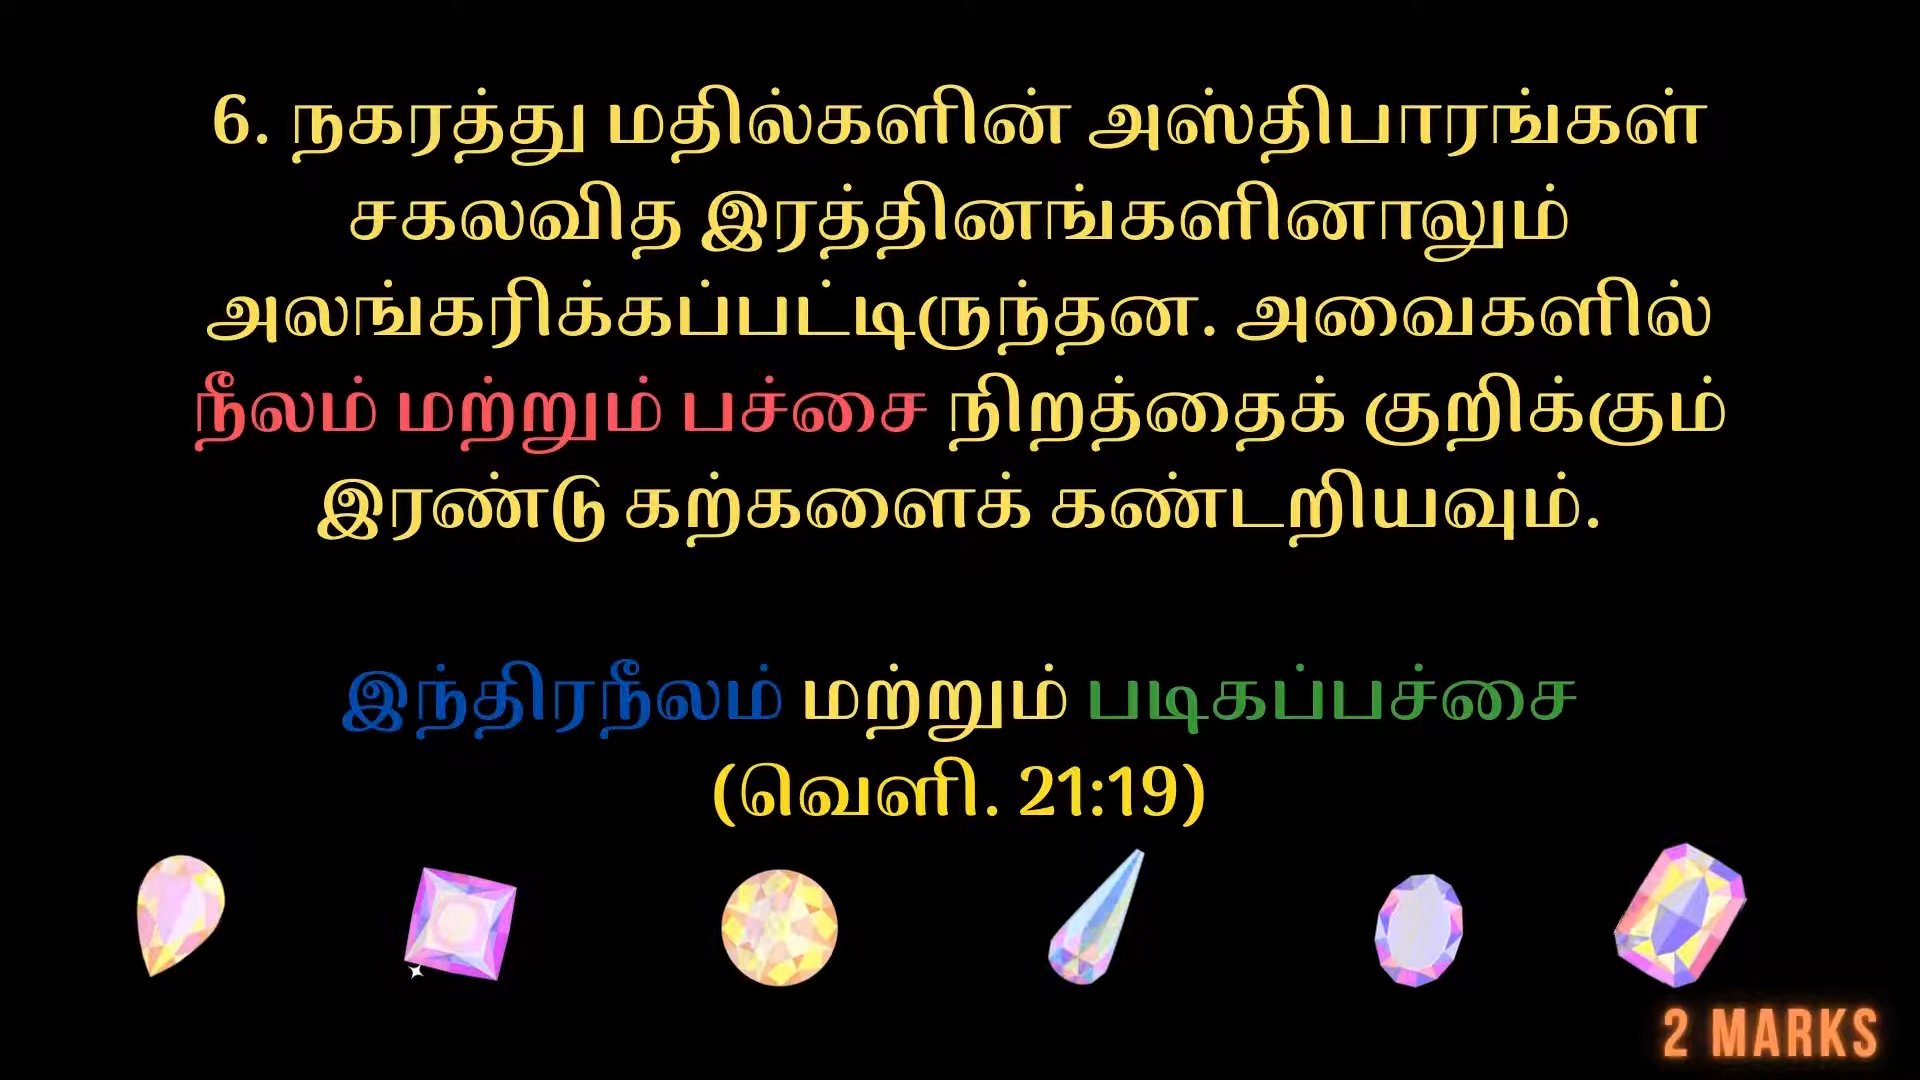 6. நகரத்து மதில்களின் அஸ்திபாரங்கள்
சகலவித இரத்தினங்களினாலும்
அலங்கரிக்கப்பட்டிருந்தன. அவைகளில்
நீலம் மற்றும் பச்சை நிறத்தைக் குறிக்கும்
இரண்டு கற்களைக் கண்டறியவும்.
இந்திரநீலம் மற்றும் படிகப்பச்சை
(வெளி. 21:19)
2 MARKS